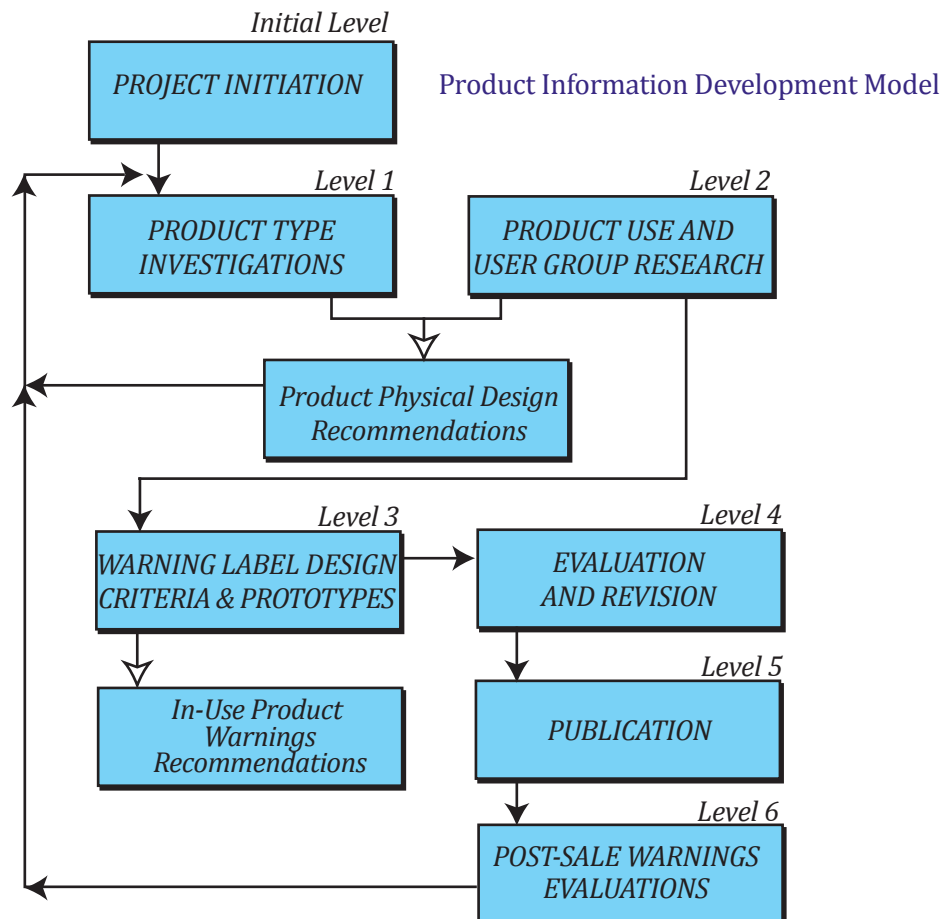 Initial Level
PROJECT INITIATION
Product Information Development Model
Level 1
PRODUCT TYPE
INVESTIGATIONS
Level 2
PRODUCT USE AND
USER GROUP RESEARCH
Product Physical Design
Recommendations
Level 3
WARNING LABEL DESIGN
CRITERIA & PROTOTYPES
Level 4
EVALUATION
AND REVISION
In-Use Product
Warnings
Recommendations
Level 5
PUBLICATION
Level 6
POST-SALE WARNINGS
EVALUATIONS